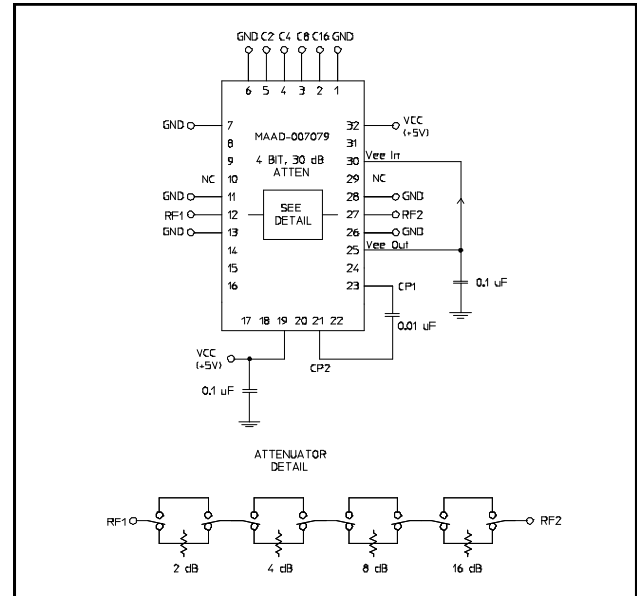 GND C2 C4 C8 C16 GND
6 5 4 3 2 1
GND 7 32 VCC
(+5V)
8 MAAD-007079 31
9 4 BIT, 30 dB 30 Vee In
ATTEN
NC 10 29 NC
GND 11 SEE 28 GND
RF1 12 DETAIL 27 RF2
GND 13 26 GND
14 25 Vee Out
15 24
16 23 CP1
0.1 uF
0.01 uF
17 18 19 20 21 22
VCC
(+5V)
CP2
0.1 uF
ATTENUATOR
DETAIL
RF1 RF2
2 dB 4 dB 8 dB 16 dB